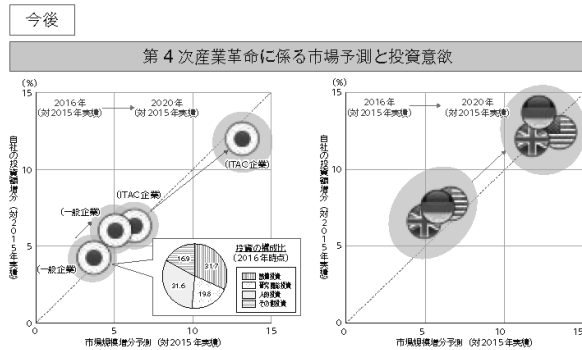 今後
第４次産業革命に係る市場予測と投資意欲
(%)
15
10
5
0
自社の投資額増分（対2015年実績）
2016年
(対2015年実績)
2020年
(対2015年実績)
(ITAC企業)
(ITAC企業)
(一般企業)
(一般企業)
投資の構成比
(2016年時点)
16.9
31.7
31.6
19.8
設備投資
研究開発投資
人的投資
その他投資
0
5
10
15
市場規模増分予測（対2015年実績）
(%)
15
10
5
0
自社の投資額増分（対2015年実績）
2016年
(対2015年実績)
2020年
(対2015年実績)
0
5
10
15
市場規模増分予測（対2015年実績）